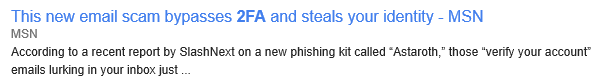 This new email scam bypasses 2FA and steals your identity - MSN
MSN
According to a recent report by SlashNext on a new phishing kit called “Astaroth,” those “verify your account”
emails lurking in your inbox just ...